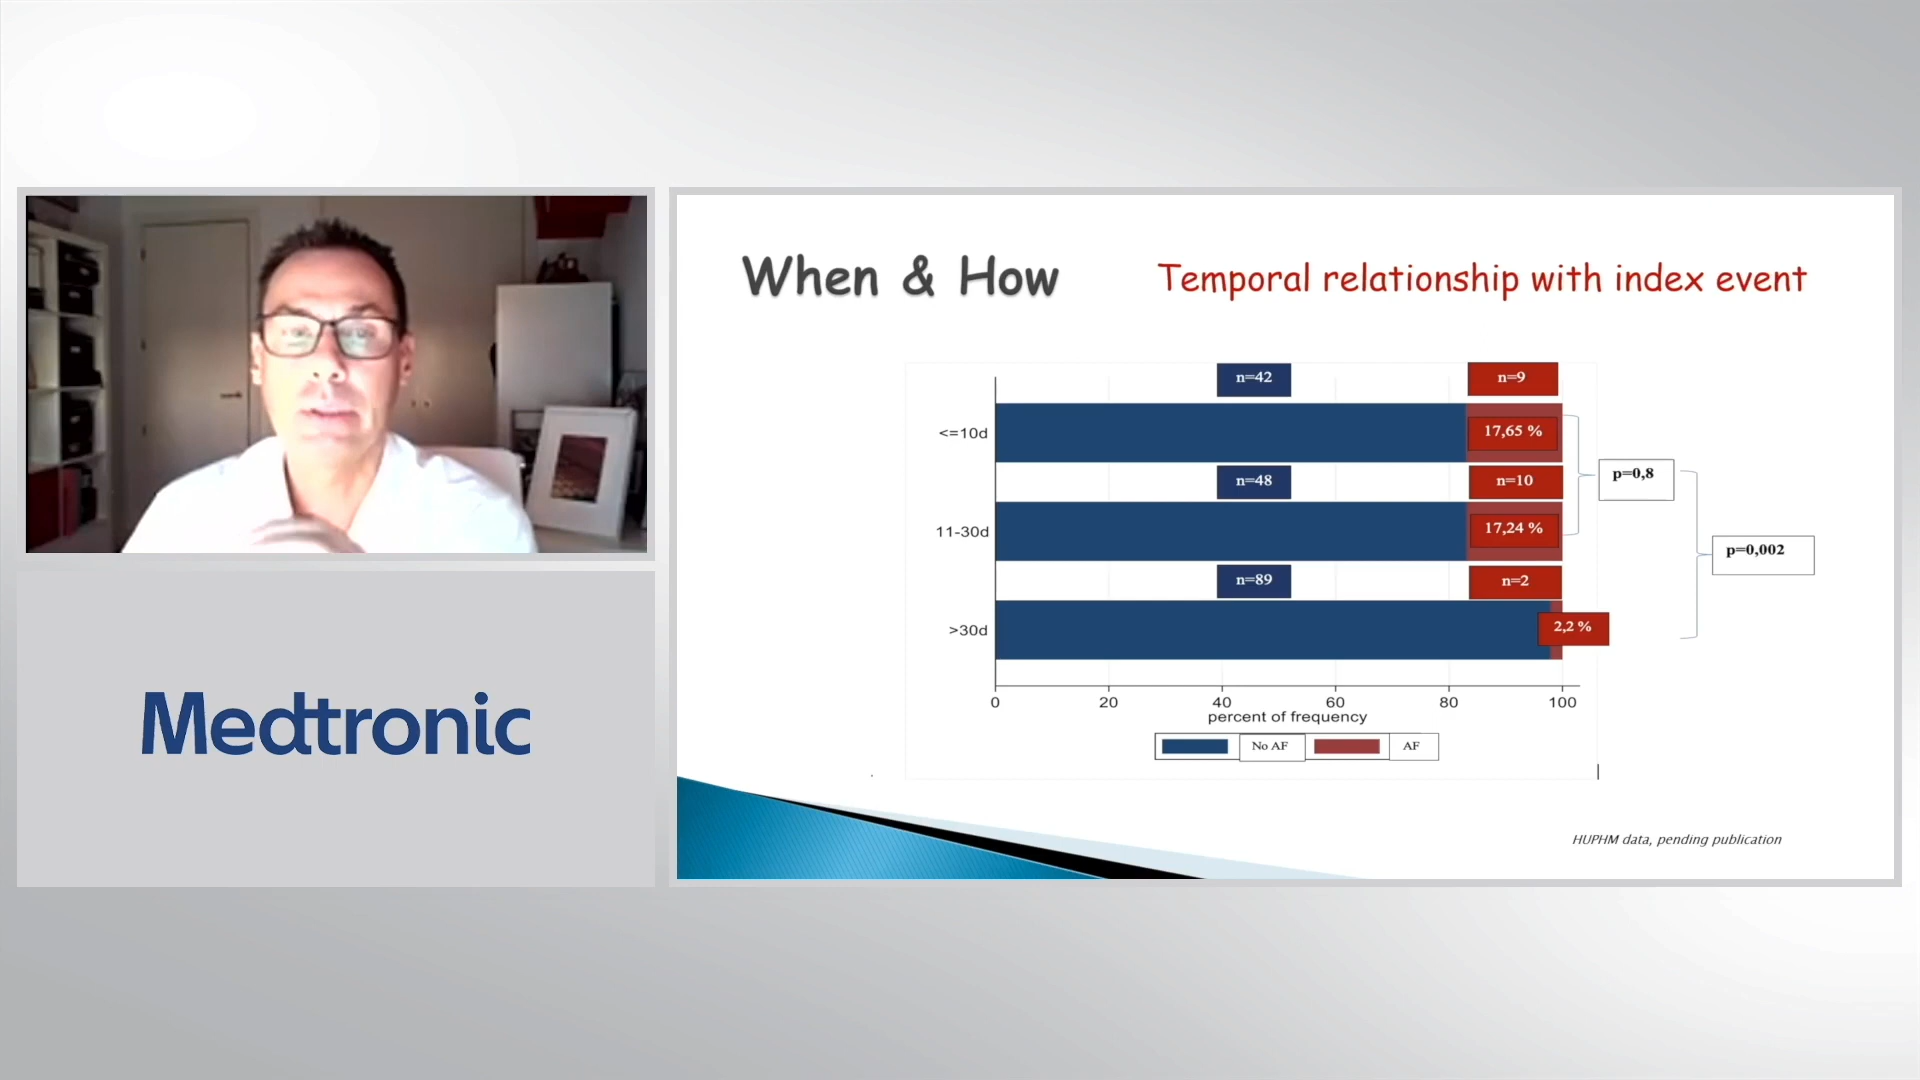 When & How
Temporal relationship with index event
n=42
n=9
<=10d
17,65 %
n=48
n=10
p=0,8
11-30d
17,24 %
p=0,002
n=89
n=2
>30d
2,2 %
0 20 40 60 80 100
percent of frequency
No AF
AF
HUPHM data, pending publication
Medtronic